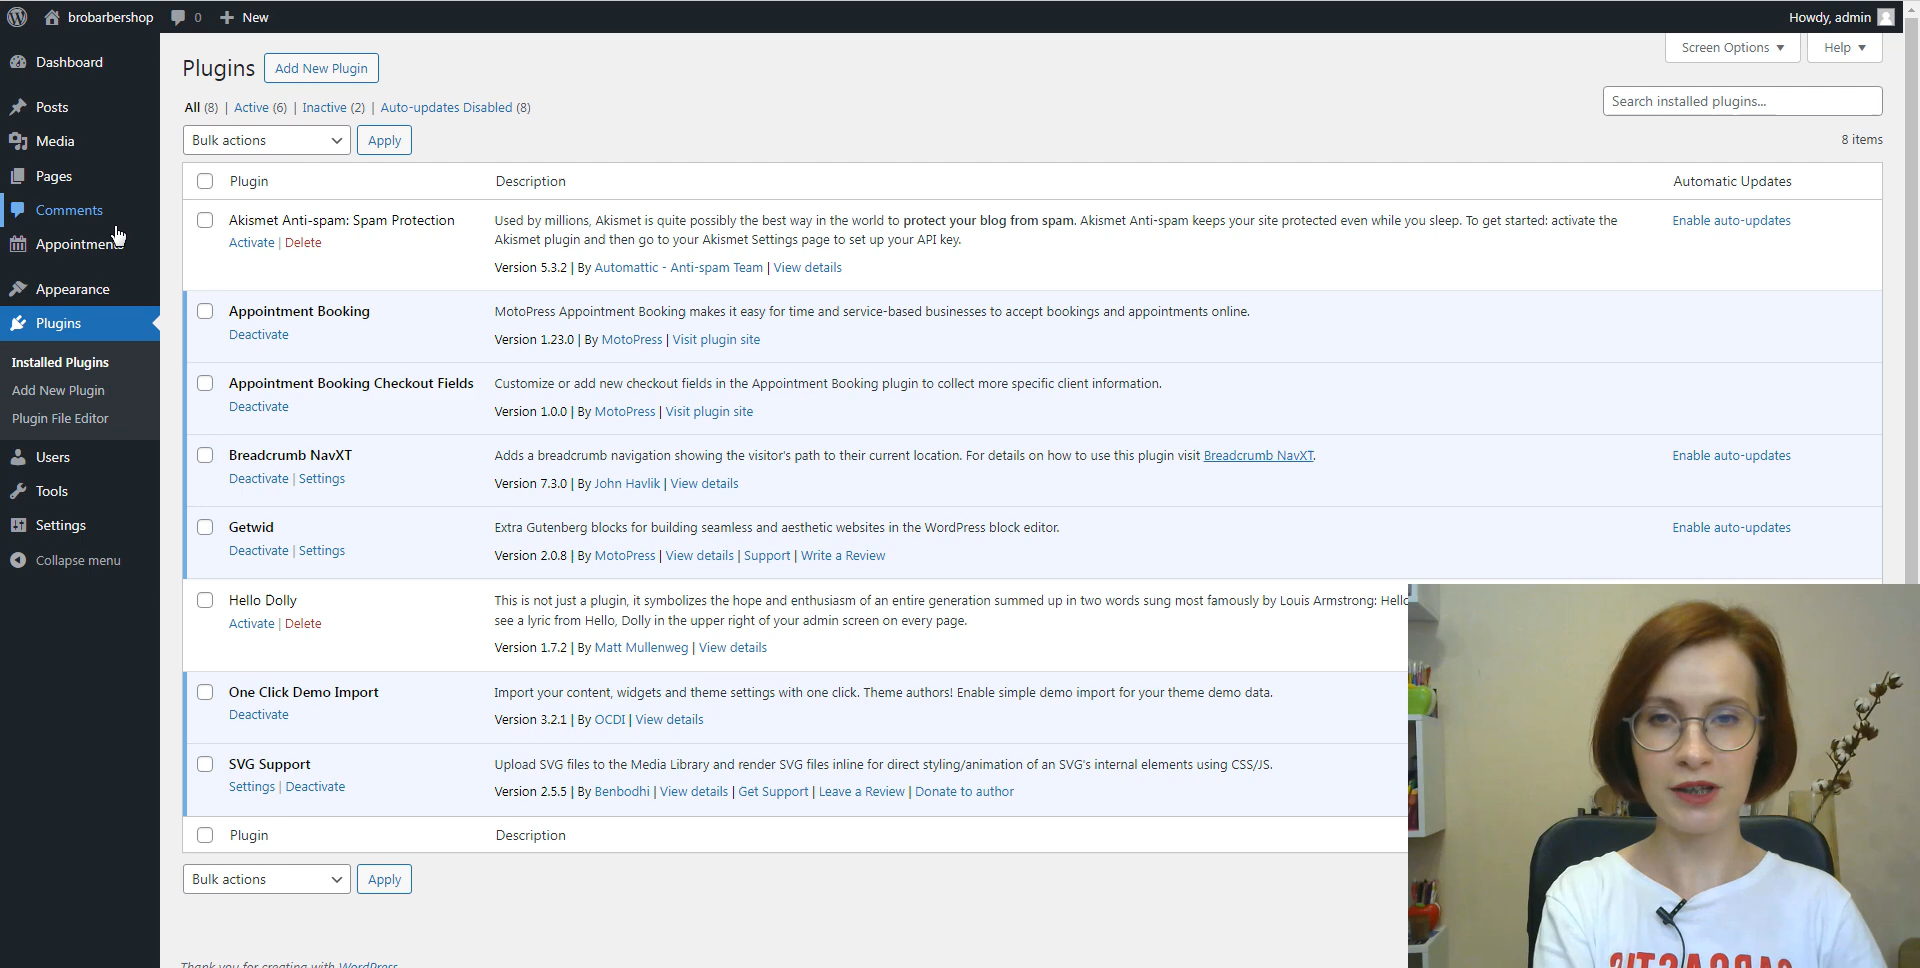 brobarbershop 0 + New Howdy, admin
Screen Options ▼ Help ▼
Dashboard
Posts
Media
Pages
Comments
Appointment
Appearance
Plugins
Installed Plugins
Add New Plugin
Plugin File Editor
Users
Tools
Settings
Collapse menu
Plugins Add New Plugin
All (8) | Active (6) | Inactive (2) | Auto-updates Disabled (8)
Search installed plugins...
Bulk actions Apply
8 items
Plugin Description Automatic Updates
Akismet Anti-spam: Spam Protection
Activate | Delete
Used by millions, Akismet is quite possibly the best way in the world to protect your blog from spam. Akismet Anti-spam keeps your site protected even while you sleep. To get started: activate the
Akismet plugin and then go to your Akismet Settings page to set up your API key.
Version 5.3.2 | By Automattic - Anti-spam Team | View details
Enable auto-updates
Appointment Booking
Deactivate
MotoPress Appointment Booking makes it easy for time and service-based businesses to accept bookings and appointments online.
Version 1.23.0 | By MotoPress | Visit plugin site
Appointment Booking Checkout Fields
Deactivate
Customize or add new checkout fields in the Appointment Booking plugin to collect more specific client information.
Version 1.0.0 | By MotoPress | Visit plugin site
Breadcrumb NavXT
Deactivate | Settings
Adds a breadcrumb navigation showing the visitor's path to their current location. For details on how to use this plugin visit Breadcrumb NavXT.
Version 7.3.0 | By John Havlik | View details
Enable auto-updates
Getwid
Deactivate | Settings
Extra Gutenberg blocks for building seamless and aesthetic websites in the WordPress block editor.
Version 2.0.8 | By MotoPress | View details | Support | Write a Review
Enable auto-updates
Hello Dolly
Activate | Delete
This is not just a plugin, it symbolizes the hope and enthusiasm of an entire generation summed up in two words sung most famously by Louis Armstrong: Hello
see a lyric from Hello, Dolly in the upper right of your admin screen on every page.
Version 1.7.2 | By Matt Mullenweg | View details
One Click Demo Import
Deactivate
Import your content, widgets and theme settings with one click. Theme authors! Enable simple demo import for your theme demo data.
Version 3.2.1 | By OCDI | View details
SVG Support
Settings | Deactivate
Upload SVG files to the Media Library and render SVG files inline for direct styling/animation of an SVG's internal elements using CSS/JS.
Version 2.5.5 | By Benbodhi | View details | Get Support | Leave a Review | Donate to author
Plugin Description
Bulk actions Apply
Thank you for creating with WordPress